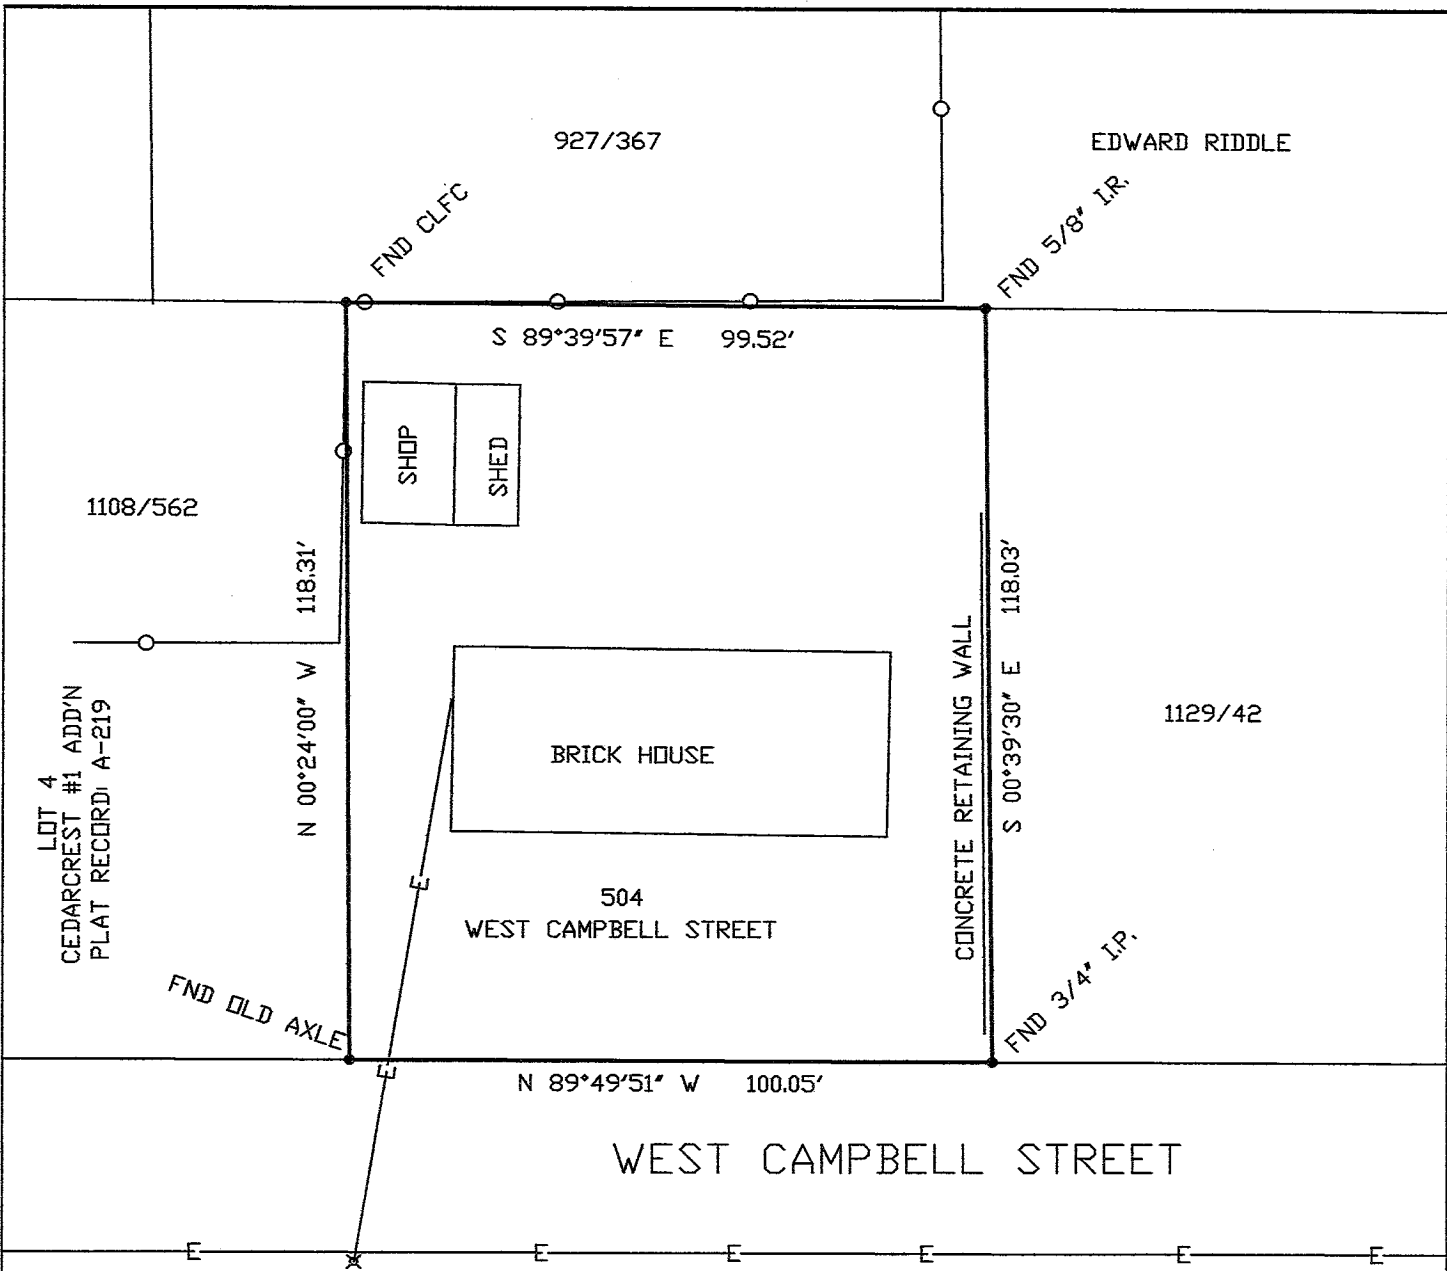 927/367
EDWARD RIDDLE
FND CLFC
FND 5/8" I.R.
S 89°39'57" E 99.52'
SHOP
SHED
1108/562
N 00°24'00" W 118.31'
CONCRETE RETAINING WALL
S 00°39'30" E 118.03'
1129/42
LOT 4
CEDARCREST #1 ADD'N
PLAT RECORD: A-219
BRICK HOUSE
E
504
WEST CAMPBELL STREET
FND OLD AXLE
FND 3/4" I.P.
E
N 89°49'51" W 100.05'
WEST CAMPBELL STREET
E E E E E E